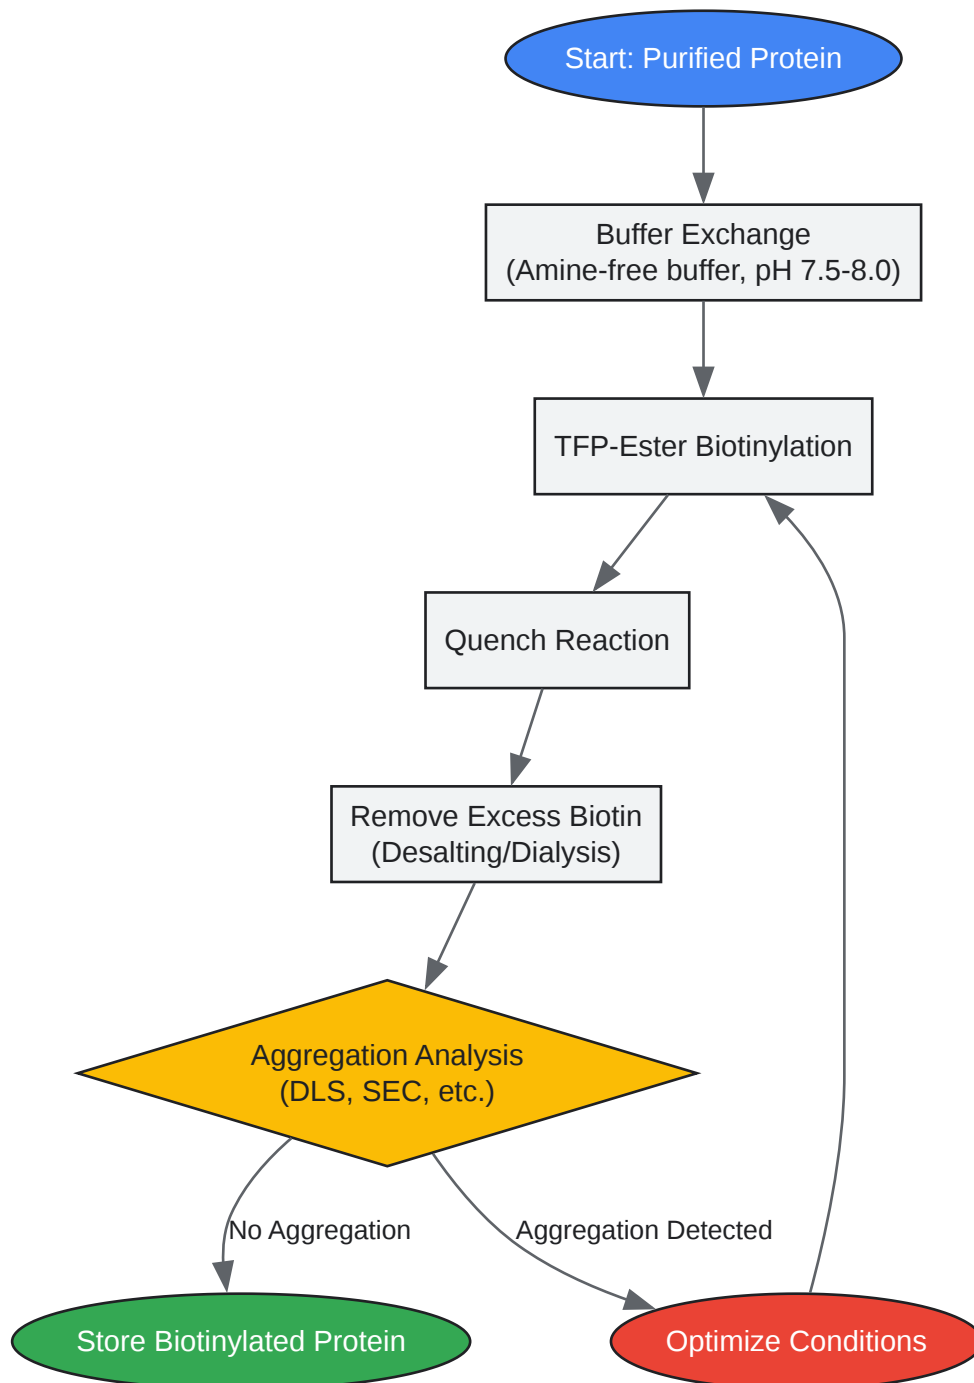 Start: Purified Protein
Buffer Exchange
(Amine-free buffer, pH 7.5-8.0)
TFP-Ester Biotinylation
Quench Reaction
Remove Excess Biotin
(Desalting/Dialysis)
Aggregation Analysis
(DLS, SEC, etc.)
No Aggregation
Aggregation Detected
Store Biotinylated Protein
Optimize Conditions